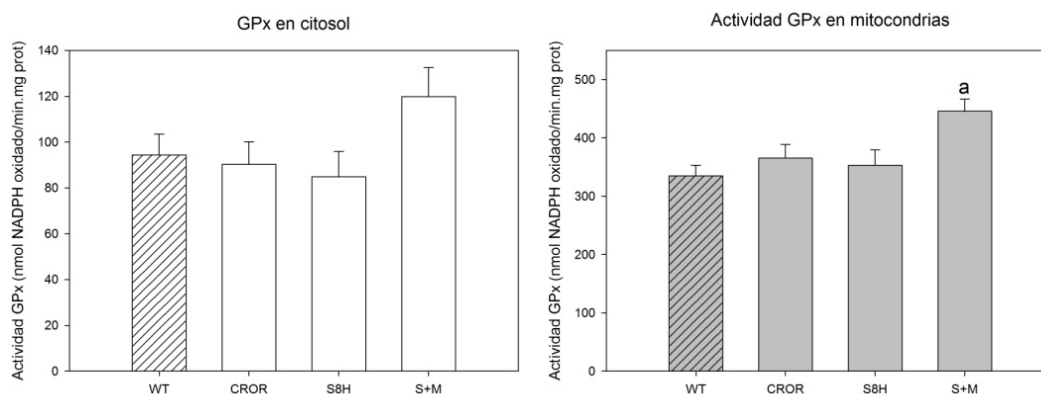 GPx en citosol
Actividad GPx (nmol NADPH oxidado/min.mg prot)
140
120
100
80
60
40
20
0
WT CROR S8H S+M
Actividad GPx en mitocondrias
Actividad GPx (nmol NADPH oxidado/min.mg prot)
500
400
300
200
100
0
a
WT CROR S8H S+M